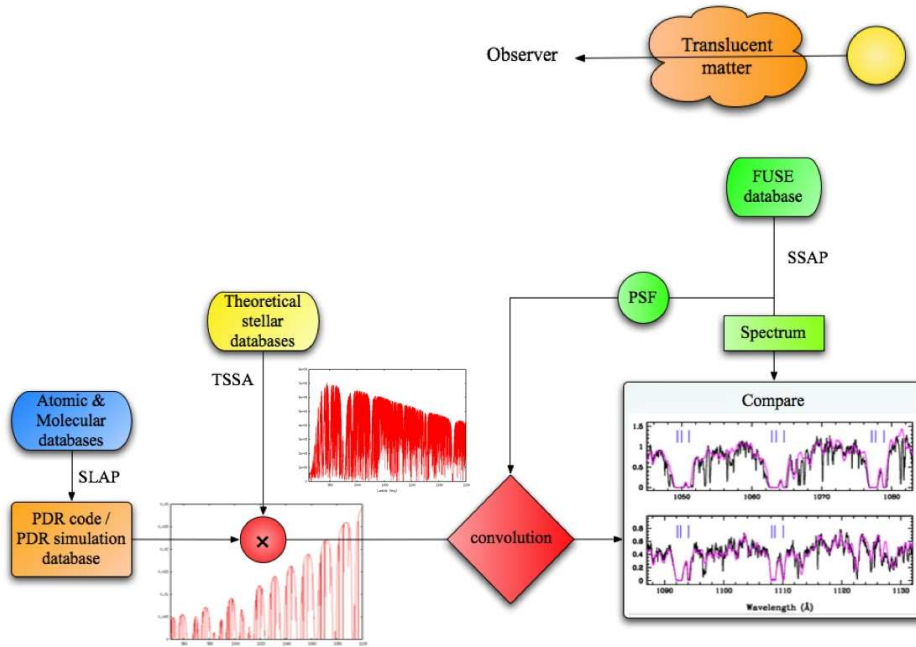 Observer
Translucent
matter
FUSE
database
SSAP
PSF
Spectrum
Theoretical
stellar
databases
TSSA
Atomic &
Molecular
databases
SLAP
PDR code /
PDR simulation
database
×
convolution
Compare
1.5
1
0.5
0
1050
1060
1070
1080
0.8
0.6
0.4
0.2
0
1090
1100
1110
1120
1130
Wavelength (Å)